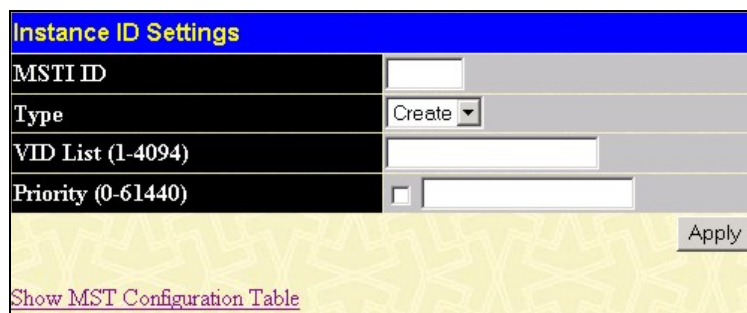 Instance ID Settings
MSTI ID
Type Create
VID List (1-4094)
Priority (0-61440)
Apply
Show MST Configuration Table